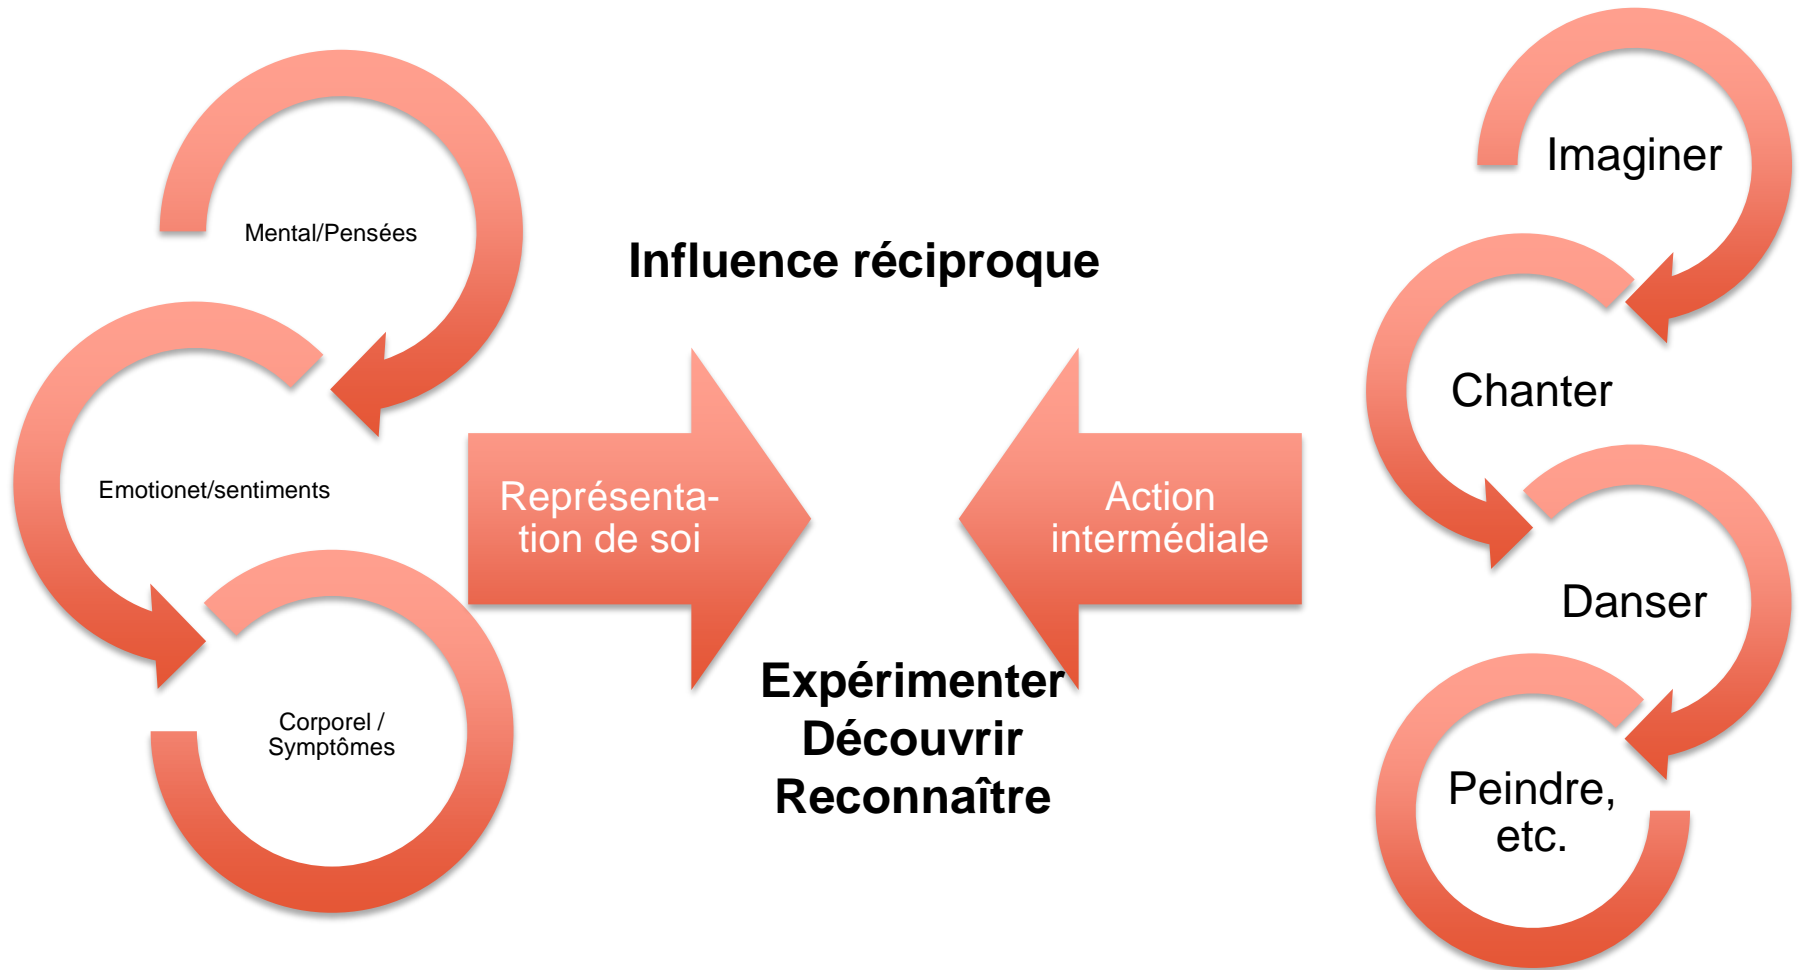 Mental/Pensées
Emotionet/sentiments
Corporel /
Symptômes
Influence réciproque
Représenta-
tion de soi
Action
intermédiale
Expérimenter
Découvrir
Reconnaître
Imaginer
Chanter
Danser
Peindre,
etc.